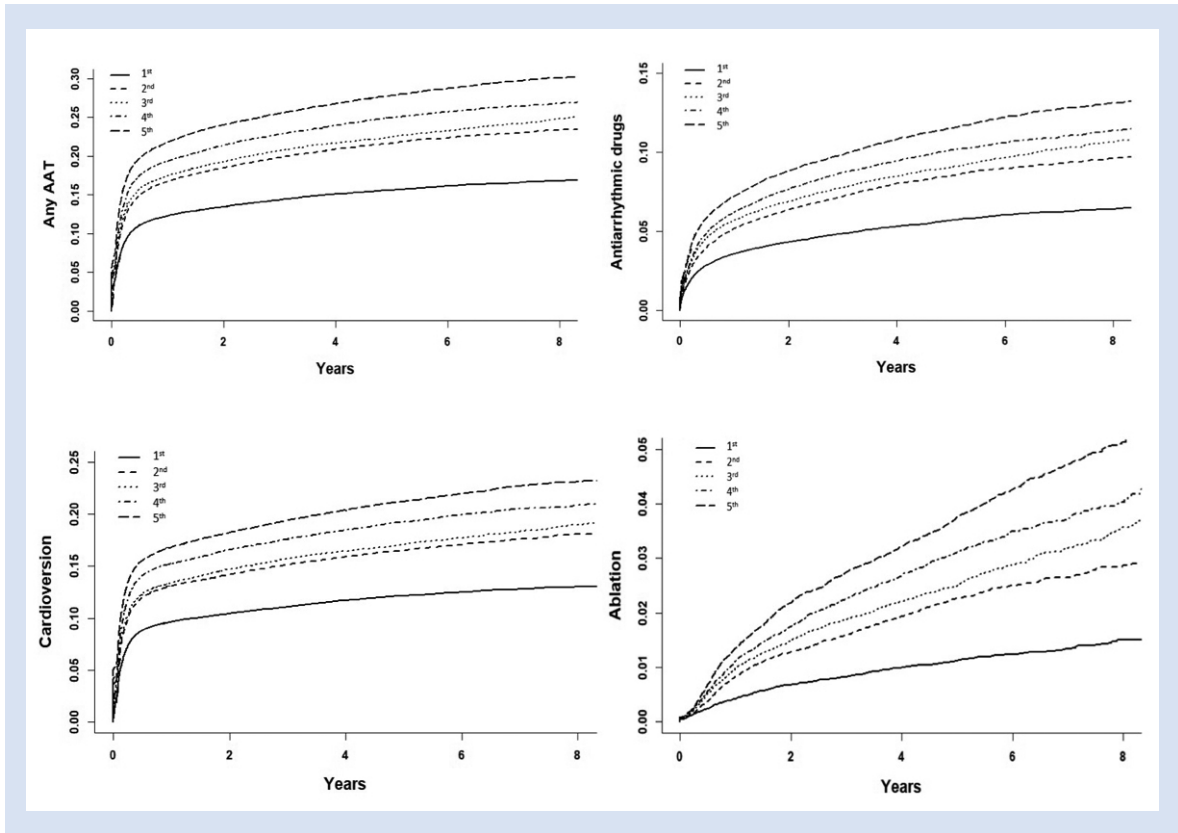 0.30
0.25
0.20
0.15
0.10
0.05
0.00
Any AAT
1st
2nd
3rd
4th
5th
0 2 4 6 8
Years
0.15
0.10
0.05
0.00
Antiarrhythmic drugs
1st
2nd
3rd
4th
5th
0 2 4 6 8
Years
0.25
0.20
0.15
0.10
0.05
0.00
Cardioversion
1st
2nd
3rd
4th
5th
0 2 4 6 8
Years
0.05
0.04
0.03
0.02
0.01
0.00
Ablation
1st
2nd
3rd
4th
5th
0 2 4 6 8
Years